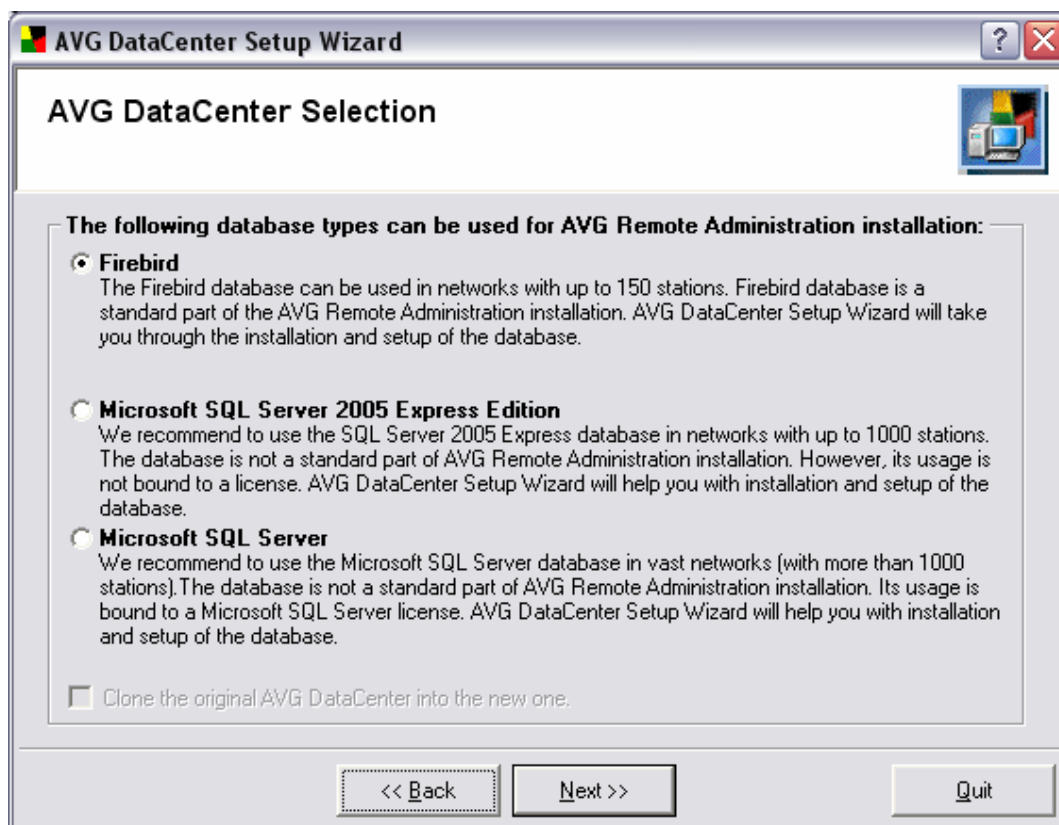 AVG DataCenter Setup Wizard
AVG DataCenter Selection
The following database types can be used for AVG Remote Administration installation:
Firebird
The Firebird database can be used in networks with up to 150 stations. Firebird database is a
standard part of the AVG Remote Administration installation. AVG DataCenter Setup Wizard will take
you through the installation and setup of the database.
Microsoft SQL Server 2005 Express Edition
We recommend to use the SQL Server 2005 Express database in networks with up to 1000 stations.
The database is not a standard part of AVG Remote Administration installation. However, its usage is
not bound to a license. AVG DataCenter Setup Wizard will help you with installation and setup of the
database.
Microsoft SQL Server
We recommend to use the Microsoft SQL Server database in vast networks (with more than 1000
stations).The database is not a standard part of AVG Remote Administration installation. Its usage is
bound to a Microsoft SQL Server license. AVG DataCenter Setup Wizard will help you with installation
and setup of the database.
Clone the original AVG DataCenter into the new one.
<< Back Next >> Quit